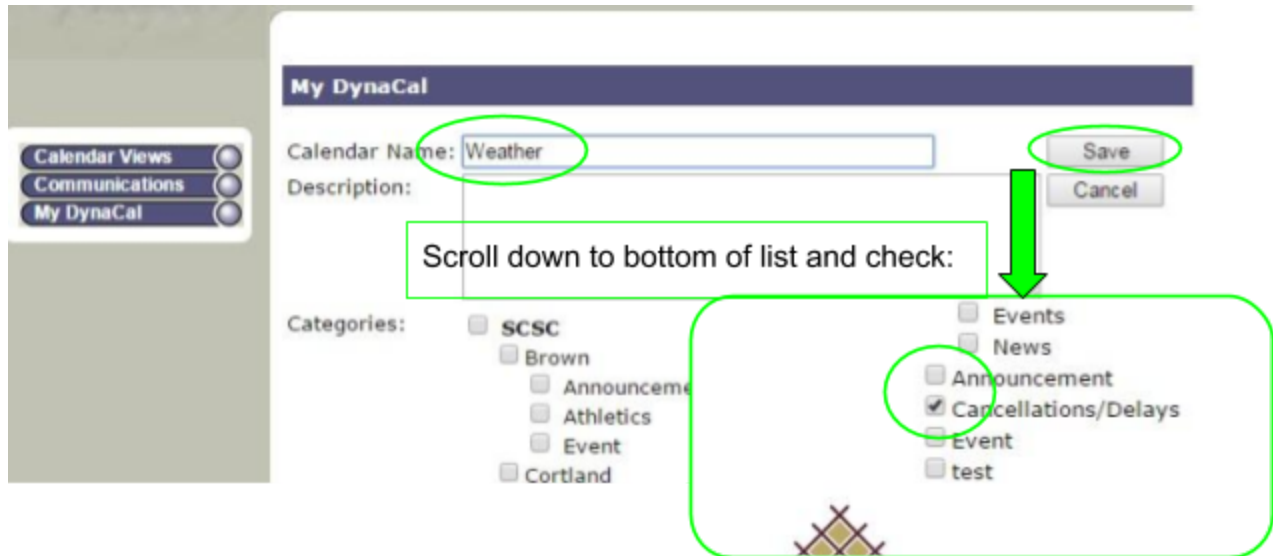 My DynaCal
Calendar Views
Communications
My DynaCal
Calendar Name: Weather
Save
Description:
Cancel
Scroll down to bottom of list and check:
Categories:
SCSC
Brown
Announceme
Athletics
Event
Cortland
Events
News
Announcement
Cancellations/Delays
Event
test